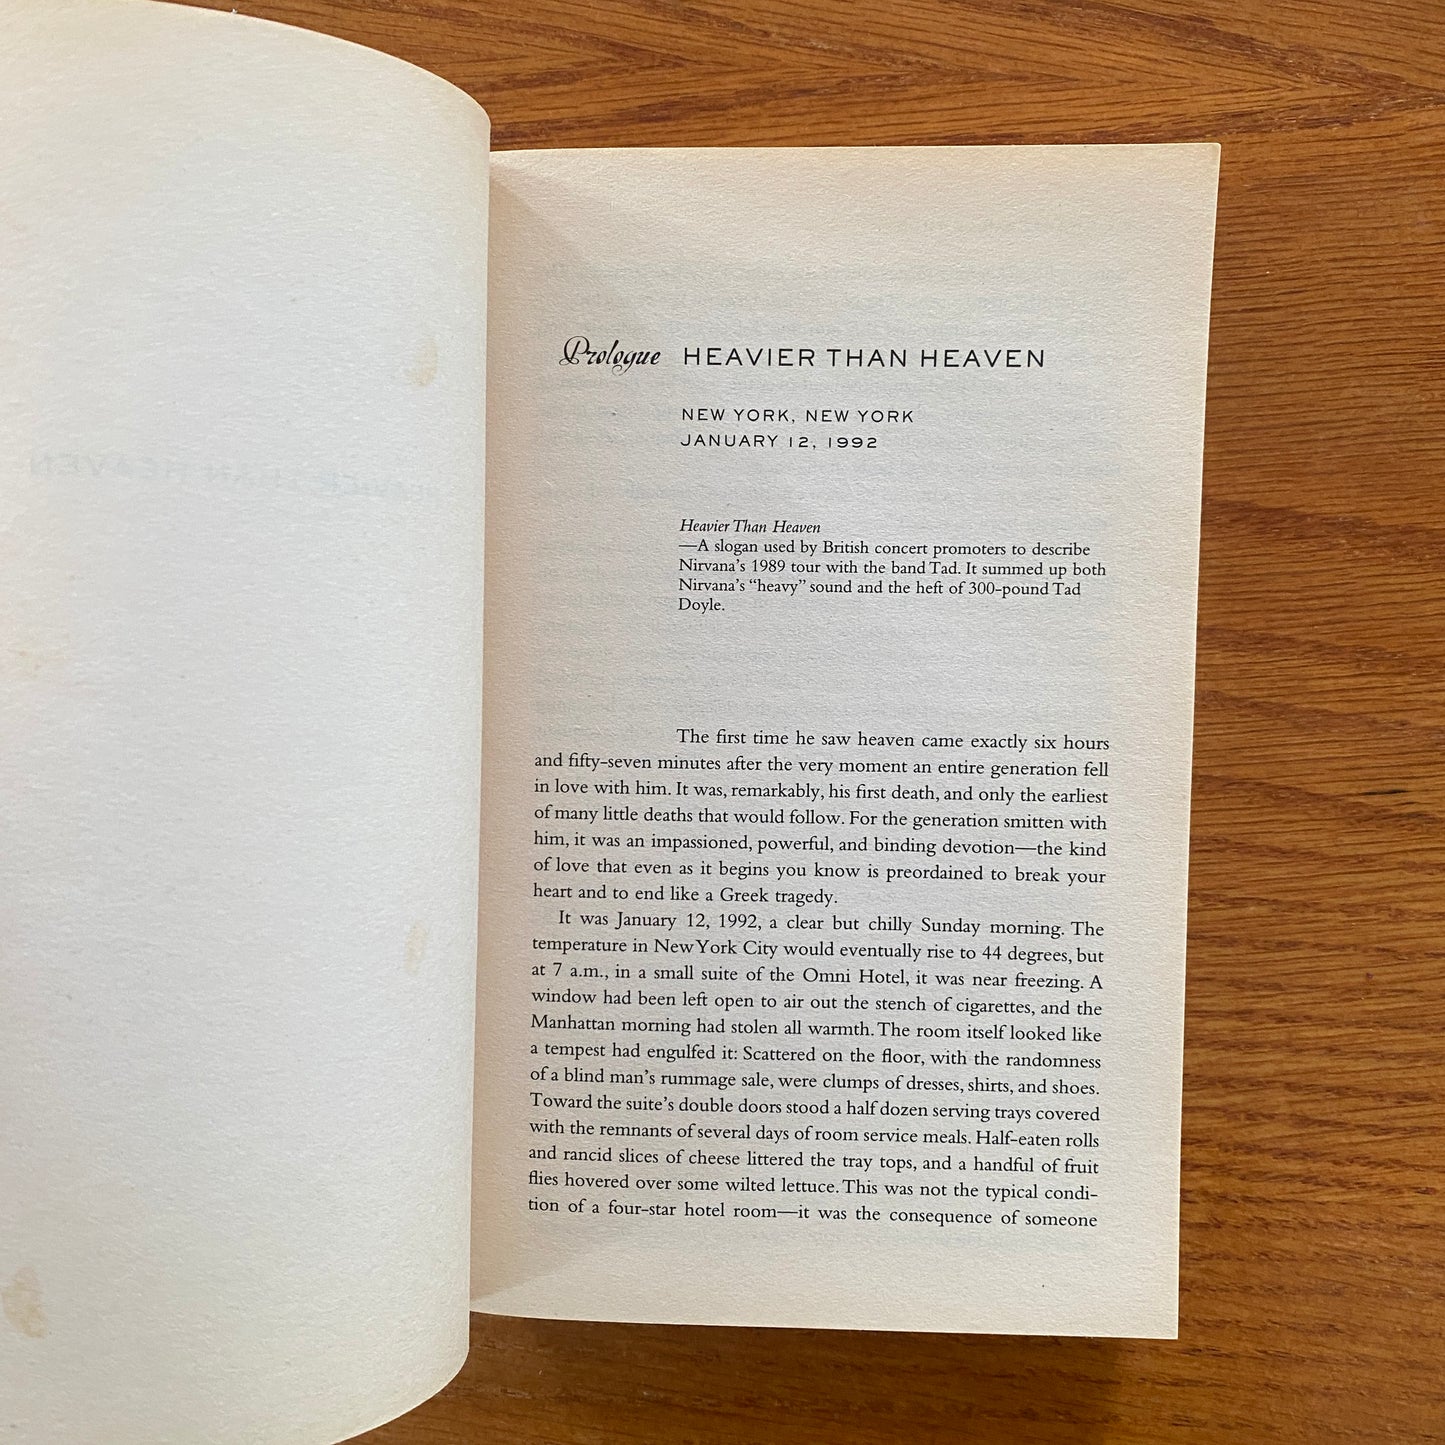 Prologue HEAVIER THAN HEAVEN
NEW YORK, NEW YORK
JANUARY 12, 1992
Heavier Than Heaven
—A slogan used by British concert promoters to describe
Nirvana's 1989 tour with the band Tad. It summed up both
Nirvana's “heavy” sound and the heft of 300-pound Tad
Doyle.
The first time he saw heaven came exactly six hours
and fifty-seven minutes after the very moment an entire generation fell
in love with him. It was, remarkably, his first death, and only the earliest
of many little deaths that would follow. For the generation smitten with
him, it was an impassioned, powerful, and binding devotion—the kind
of love that even as it begins you know is preordained to break your
heart and to end like a Greek tragedy.
It was January 12, 1992, a clear but chilly Sunday morning. The
temperature in New York City would eventually rise to 44 degrees, but
at 7 a.m., in a small suite of the Omni Hotel, it was near freezing. A
window had been left open to air out the stench of cigarettes, and the
Manhattan morning had stolen all warmth. The room itself looked like
a tempest had engulfed it: Scattered on the floor, with the randomness
of a blind man's rummage sale, were clumps of dresses, shirts, and shoes.
Toward the suite's double doors stood a half dozen serving trays covered
with the remnants of several days of room service meals. Half-eaten rolls
and rancid slices of cheese littered the tray tops, and a handful of fruit
flies hovered over some wilted lettuce. This was not the typical condi-
tion of a four-star hotel room—it was the consequence of someone